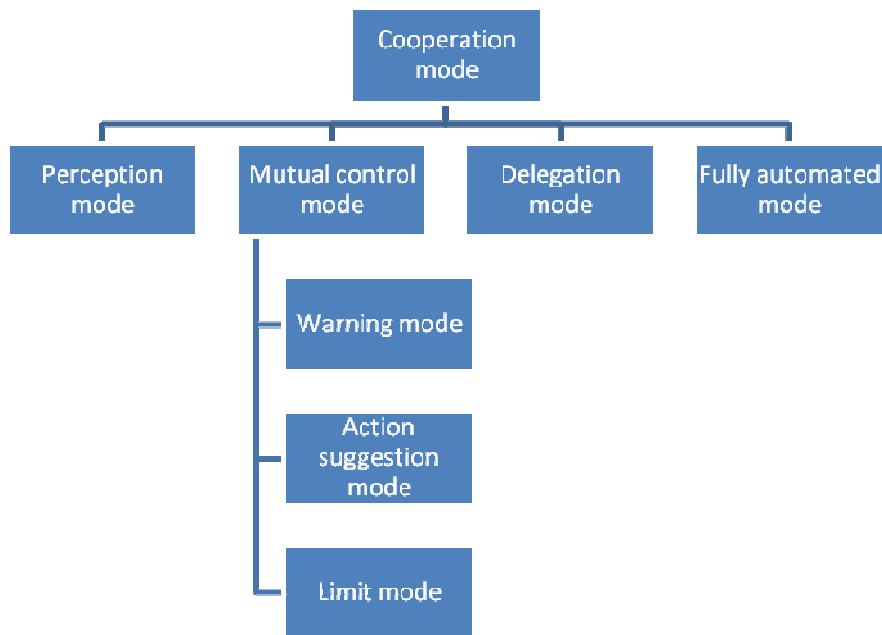 Cooperation
mode
Perception
mode
Mutual control
mode
Delegation
mode
Fully automated
mode
Warning mode
Action
suggestion
mode
Limit mode